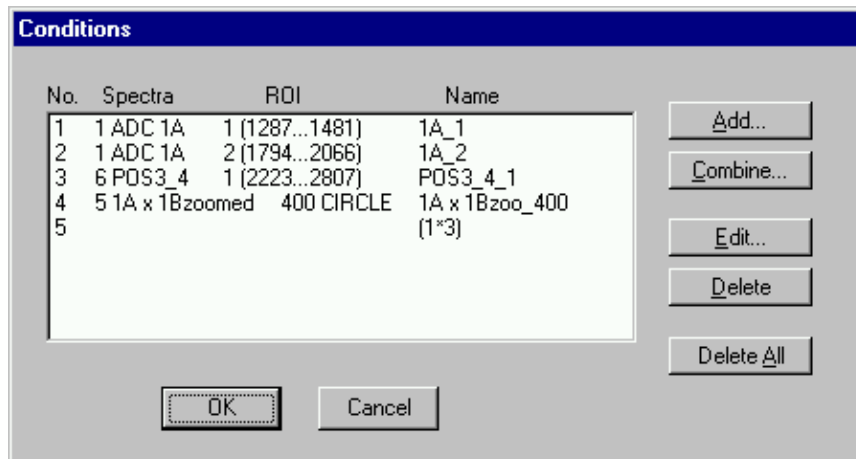 Conditions
No. Spectra ROI Name
1 1 ADC 1A 1 (1287...1481) 1A_1
2 1 ADC 1A 2 (1794...2066) 1A_2
3 6 POS3_4 1 (2223...2807) POS3_4_1
4 5 1A x 1Bzoomed 400 CIRCLE 1A x 1Bzoo_400
5 (1*3)
Add...
Combine...
Edit...
Delete
Delete All
OK Cancel